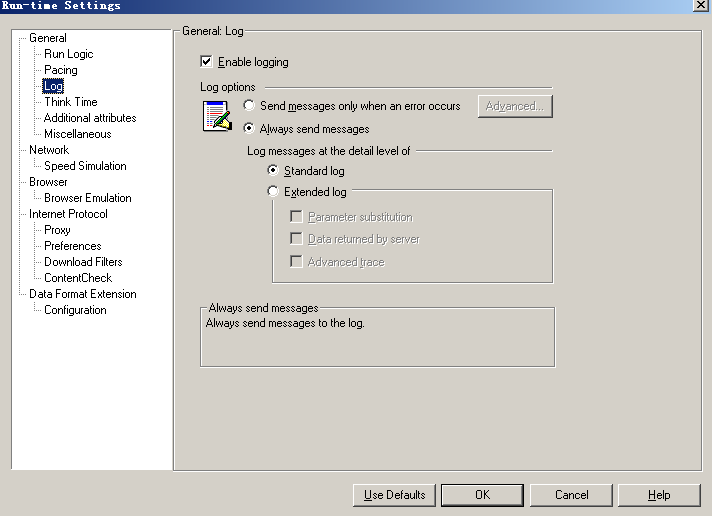 Run-time Settings
General
Run Logic
Pacing
Log
Think Time
Additional attributes
Miscellaneous
Network
Speed Simulation
Browser
Browser Emulation
Internet Protocol
Proxy
Preferences
Download Filters
ContentCheck
Data Format Extension
Configuration
General: Log
Enable logging
Log options
Send messages only when an error occurs
Advanced...
Always send messages
Log messages at the detail level of
Standard log
Extended log
Parameter substitution
Data returned by server
Advanced trace
Always send messages
Always send messages to the log.
Use Defaults
OK
Cancel
Help